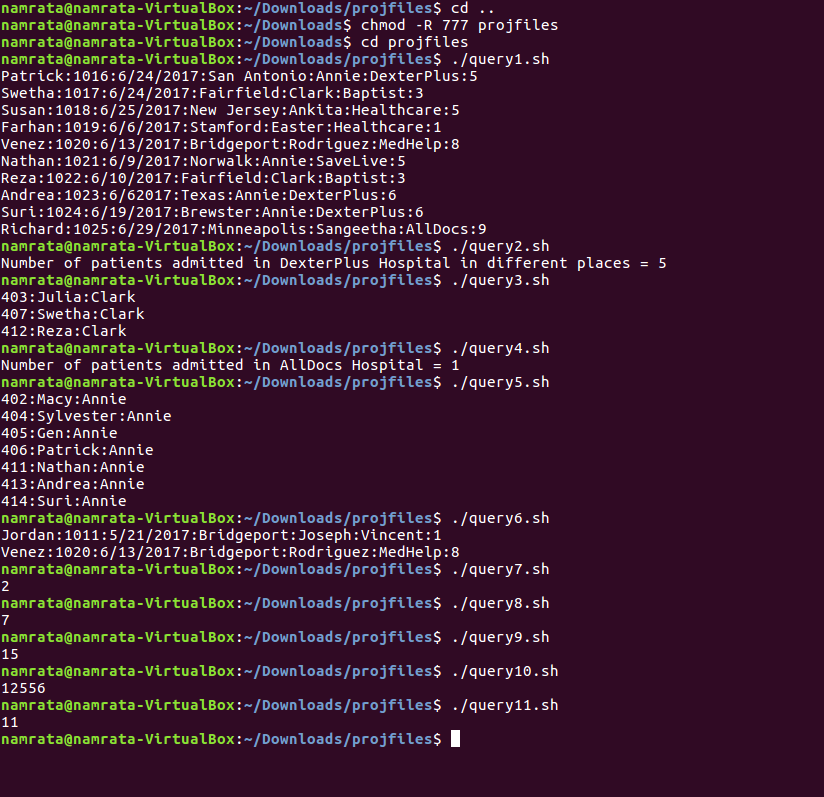 namrata@namrata-VirtualBox:~/Downloads/projfiles$ cd ..
namrata@namrata-VirtualBox:~/Downloads$ chmod -R 777 projfiles
namrata@namrata-VirtualBox:~/Downloads$ cd projfiles
namrata@namrata-VirtualBox:~/Downloads/projfiles$ ./query1.sh
Patrick:1016:6/24/2017:San Antonio:Annie:DexterPlus:5
Swetha:1017:6/24/2017:Fairfield:Clark:Baptist:3
Susan:1018:6/25/2017:New Jersey:Ankita:Healthcare:5
Farhan:1019:6/6/2017:Stamford:Easter:Healthcare:1
Venez:1020:6/13/2017:Bridgeport:Rodriguez:MedHelp:8
Nathan:1021:6/9/2017:Norwalk:Annie:SaveLive:5
Reza:1022:6/10/2017:Fairfield:Clark:Baptist:3
Andrea:1023:6/62017:Texas:Annie:DexterPlus:6
Suri:1024:6/19/2017:Brewster:Annie:DexterPlus:6
Richard:1025:6/29/2017:Minneapolis:Sangeetha:AllDocs:9
namrata@namrata-VirtualBox:~/Downloads/projfiles$ ./query2.sh
Number of patients admitted in DexterPlus Hospital in different places = 5
namrata@namrata-VirtualBox:~/Downloads/projfiles$ ./query3.sh
403:Julia:Clark
407:Swetha:Clark
412:Reza:Clark
namrata@namrata-VirtualBox:~/Downloads/projfiles$ ./query4.sh
Number of patients admitted in AllDocs Hospital = 1
namrata@namrata-VirtualBox:~/Downloads/projfiles$ ./query5.sh
402:Macy:Annie
404:Sylvester:Annie
405:Gen:Annie
406:Patrick:Annie
411:Nathan:Annie
413:Andrea:Annie
414:Suri:Annie
namrata@namrata-VirtualBox:~/Downloads/projfiles$ ./query6.sh
Jordan:1011:5/21/2017:Bridgeport:Joseph:Vincent:1
Venez:1020:6/13/2017:Bridgeport:Rodriguez:MedHelp:8
namrata@namrata-VirtualBox:~/Downloads/projfiles$ ./query7.sh
2
namrata@namrata-VirtualBox:~/Downloads/projfiles$ ./query8.sh
7
namrata@namrata-VirtualBox:~/Downloads/projfiles$ ./query9.sh
15
namrata@namrata-VirtualBox:~/Downloads/projfiles$ ./query10.sh
12556
namrata@namrata-VirtualBox:~/Downloads/projfiles$ ./query11.sh
11
namrata@namrata-VirtualBox:~/Downloads/projfiles$